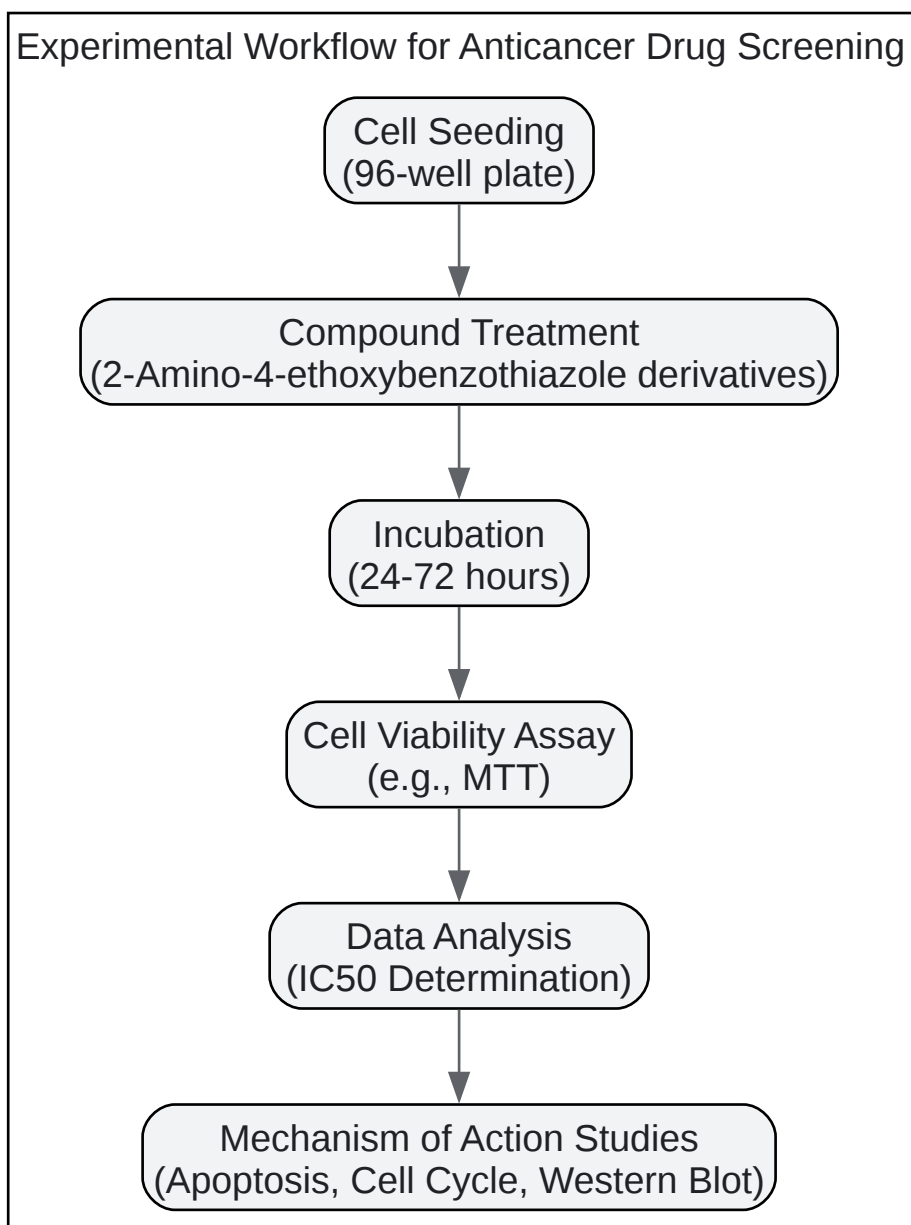 Experimental Workflow for Anticancer Drug Screening
Cell Seeding
(96-well plate)
Compound Treatment
(2-Amino-4-ethoxybenzothiazole derivatives)
Incubation
(24-72 hours)
Cell Viability Assay
(e.g., MTT)
Data Analysis
(IC50 Determination)
Mechanism of Action Studies
(Apoptosis, Cell Cycle, Western Blot)